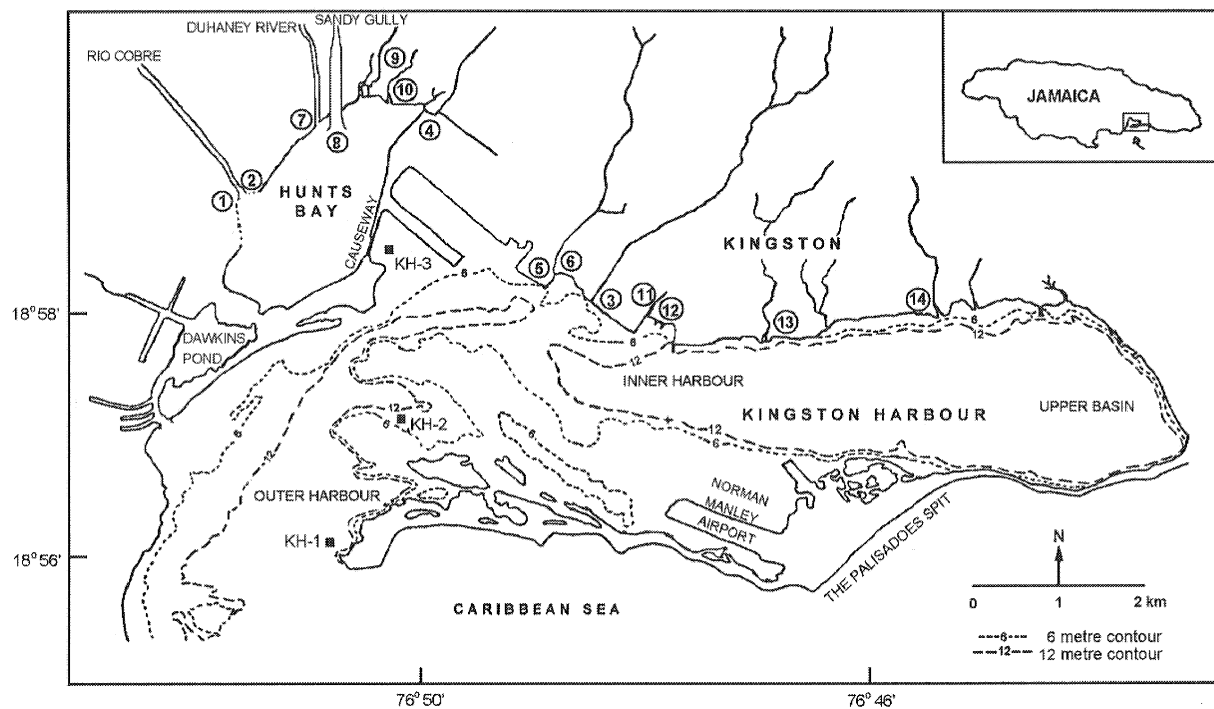 SANDY GULLY
DUHANEY RIVER
RIO COBRE
9
10
7
8
4
JAMAICA
2
1
HUNTS
BAY
CAUSEWAY
KH-3
KINGSTON
5
6
6
3
11
12
13
14
6
12
18° 58'
DAWKINS
POND
6
12
INNER HARBOUR
KINGSTON HARBOUR
UPPER BASIN
12
6
KH-2
12
6
6
12
OUTER HARBOUR
NORMAN
MANLEY
AIRPORT
THE PALISADOES SPIT
KH-1
18° 56'
CARIBBEAN SEA
N
0 1 2 km
6 6 metre contour
12 12 metre contour
76° 50'
76° 46'